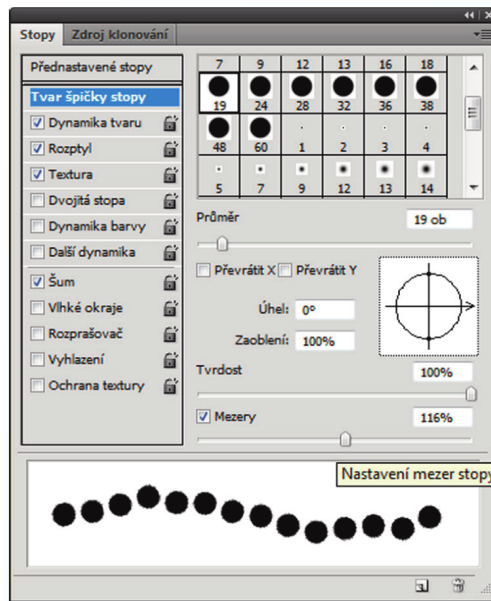 Stopy Zdroj klonování
Přednastavené stopy
Tvar špičky stopy
Dynamika tvaru
Rozptyl
Textura
Dvojitá stopa
Dynamika barvy
Další dynamika
Šum
Vlhké okraje
Rozprašovač
Vyhlazení
Ochrana textury
7 9 12 13 16 18
19 24 28 32 36 38
48 60 1 2 3 4
5 7 9 12 13 14
Průměr 19 ob
Převrátit X Převrátit Y
Úhel: 0°
Zaoblení: 100%
Tvrdost 100%
Mezery 116%
Nastavení mezer stopy